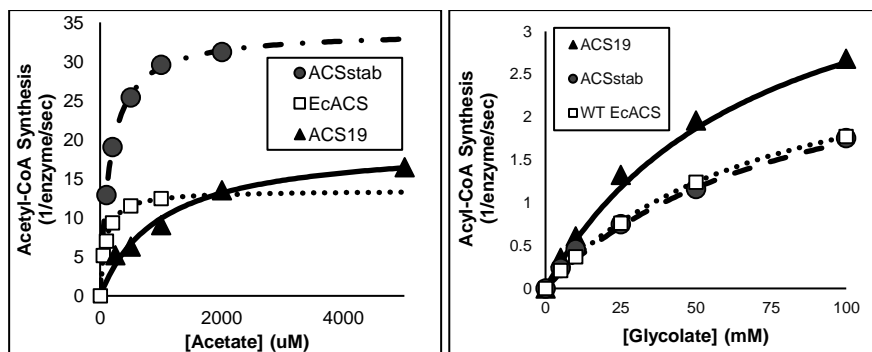 Acetyl-CoA Synthesis
(1/enzyme/sec)
35
30
25
20
15
10
5
0
ACSstab
EcACS
ACS19
0
2000
4000
[Acetate] (uM)
Acyl-CoA Synthesis
(1/enzyme/sec)
3
2.5
2
1.5
1
0.5
0
ACS19
ACSstab
WT EcACS
0
25
50
75
100
[Glycolate] (mM)